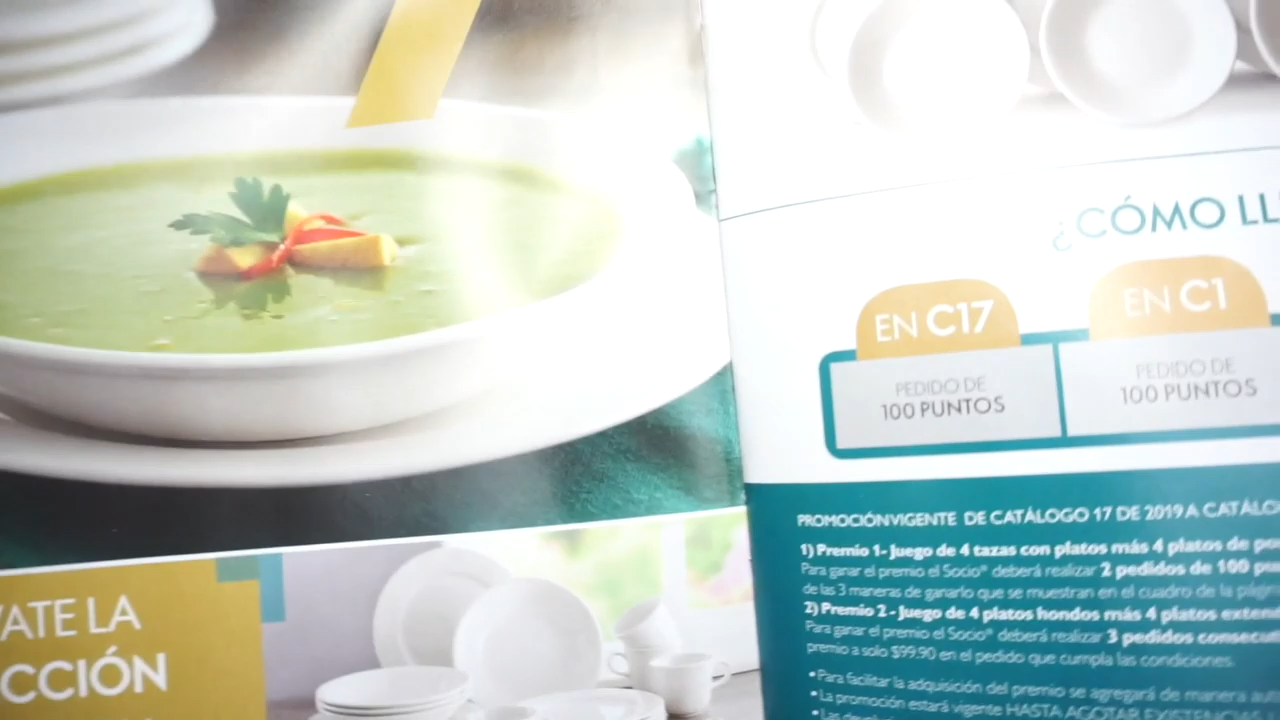 VATE LA
CCIÓN
¿CÓMO LL
EN C17
EN C1
PEDIDO DE
100 PUNTOS
PEDIDO DE
100 PUNTOS
PROMOCIÓN VIGENTE DE CATÁLOGO 17 DE 2019 A CATÁLO
1) Premio 1- Juego de 4 tazas con platos más 4 platos de po
Para ganar el premio el Socio® deberá realizar 2 pedidos de 100 pu
de las 3 maneras de ganarlo que se muestran en el cuadro de la págin
2) Premio 2 - Juego de 4 platos hondos más 4 platos exten
Para ganar el premio el Socio® deberá realizar 3 pedidos consecu
premio a solo $99.90 en el pedido que cumpla las condiciones.
• Para facilitar la adquisición del premio se agregará de manera aut
• La promoción estará vigente HASTA AGOTAR EXISTENCIAS
• Las